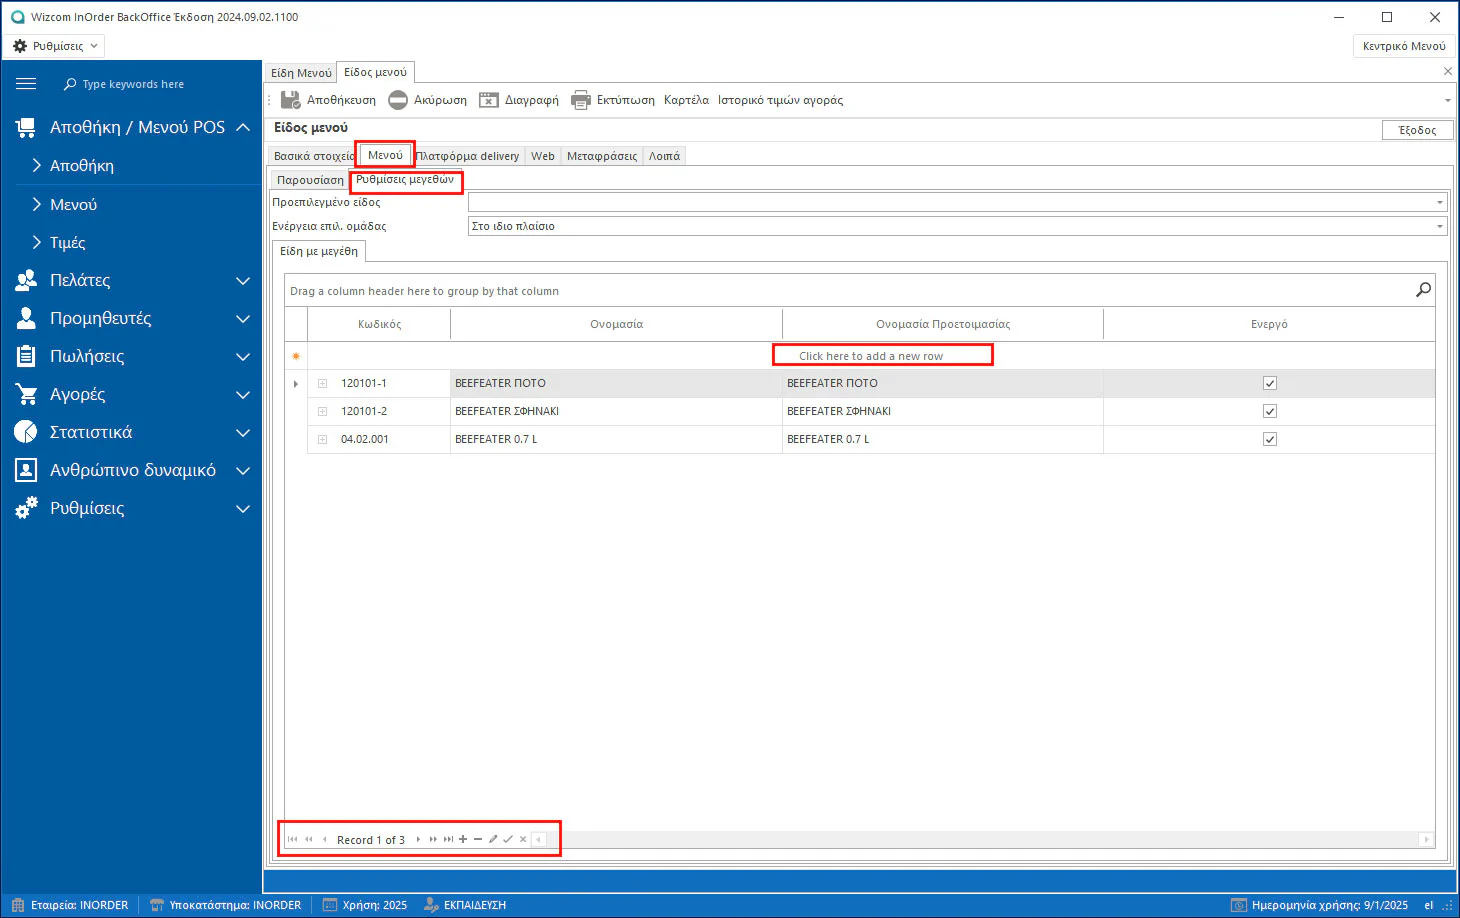 Wizcom InOrder BackOffice Έκδοση 2024.09.02.1100
Ρυθμίσεις
Κεντρικό Μενού
Type keywords here
Αποθήκη / Μενού POS
Αποθήκη
Μενού
Τιμές
Πελάτες
Προμηθευτές
Πωλήσεις
Αγορές
Στατιστικά
Ανθρώπινο δυναμικό
Ρυθμίσεις
Είδη Μενού Είδος μενού
Αποθήκευση Ακύρωση Διαγραφή Εκτύπωση Καρτέλα Ιστορικό τιμών αγοράς
Είδος μενού
Έξοδος
Βασικά στοιχεία Μενού Πλατφόρμα delivery Web Μεταφράσεις Λοιπά
Παρουσίαση Ρυθμίσεις μεγεθών
Προεπιλεγμένο είδος
Ενέργεια επιλ. ομάδας Στο ιδιο πλαίσιο
Είδη με μεγέθη
Drag a column header here to group by that column
Κωδικός Ονομασία Ονομασία Προετοιμασίας Ενεργό
Click here to add a new row
120101-1 BEEFEATER ΠΟΤΟ BEEFEATER ΠΟΤΟ
120101-2 BEEFEATER ΣΦΗΝΑΚΙ BEEFEATER ΣΦΗΝΑΚΙ
04.02.001 BEEFEATER 0.7 L BEEFEATER 0.7 L
Record 1 of 3
Εταιρεία: INORDER Υποκατάστημα: INORDER Χρήση: 2025 ΕΚΠΑΙΔΕΥΣΗ Ημερομηνία χρήσης: 9/1/2025 el